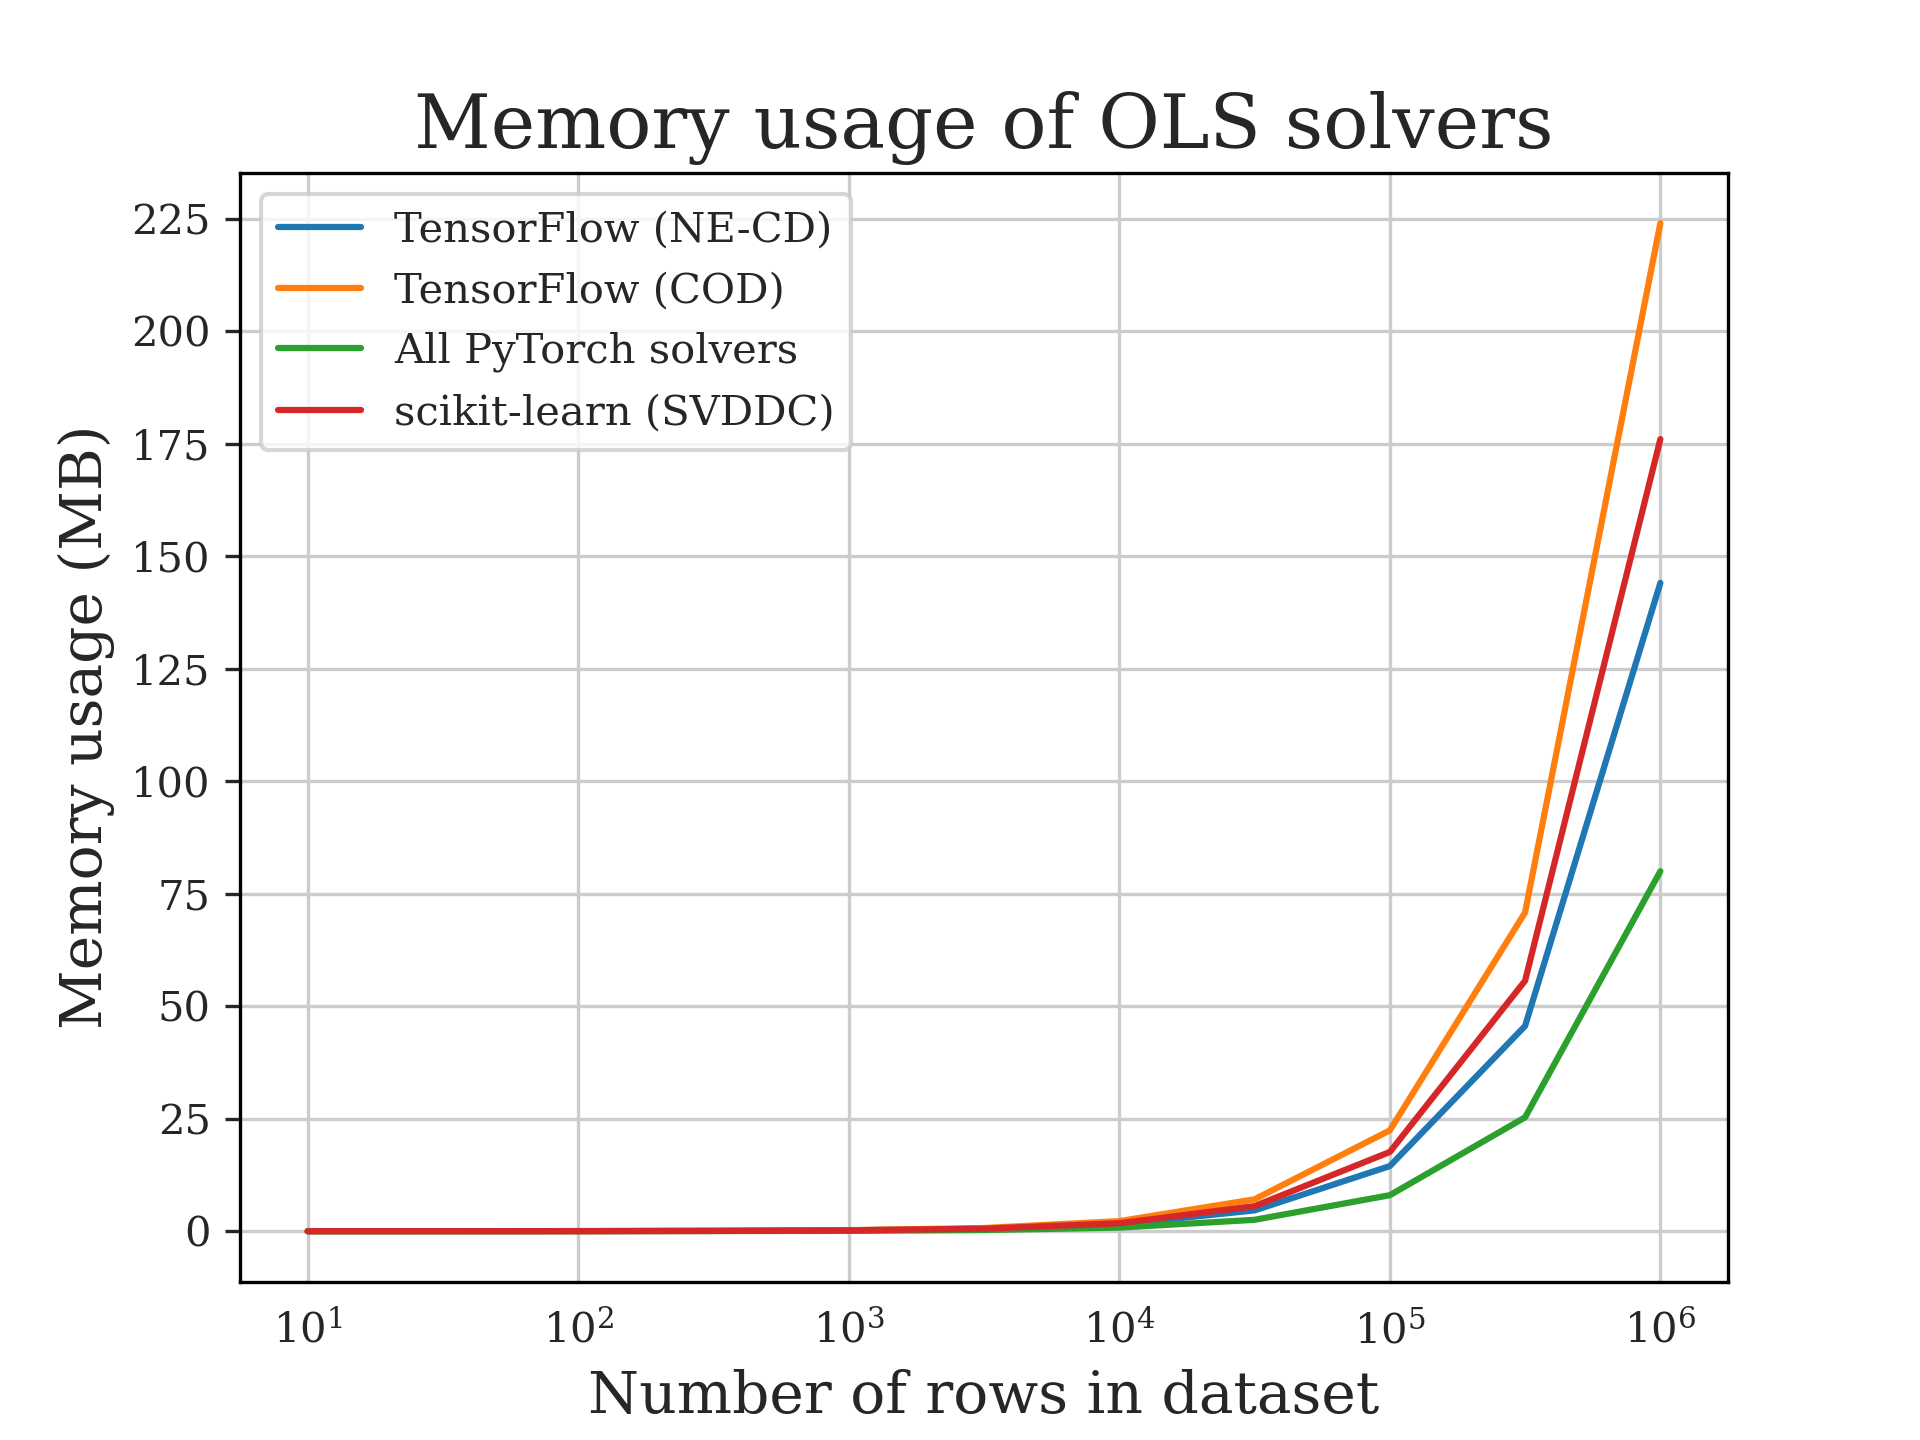 Memory usage of OLS solvers
TensorFlow (NE-CD)
TensorFlow (COD)
All PyTorch solvers
scikit-learn (SVDDC)
Memory usage (MB)
225
200
175
150
125
100
75
50
25
0
10¹ 10² 10³ 10⁴ 10⁵ 10⁶
Number of rows in dataset